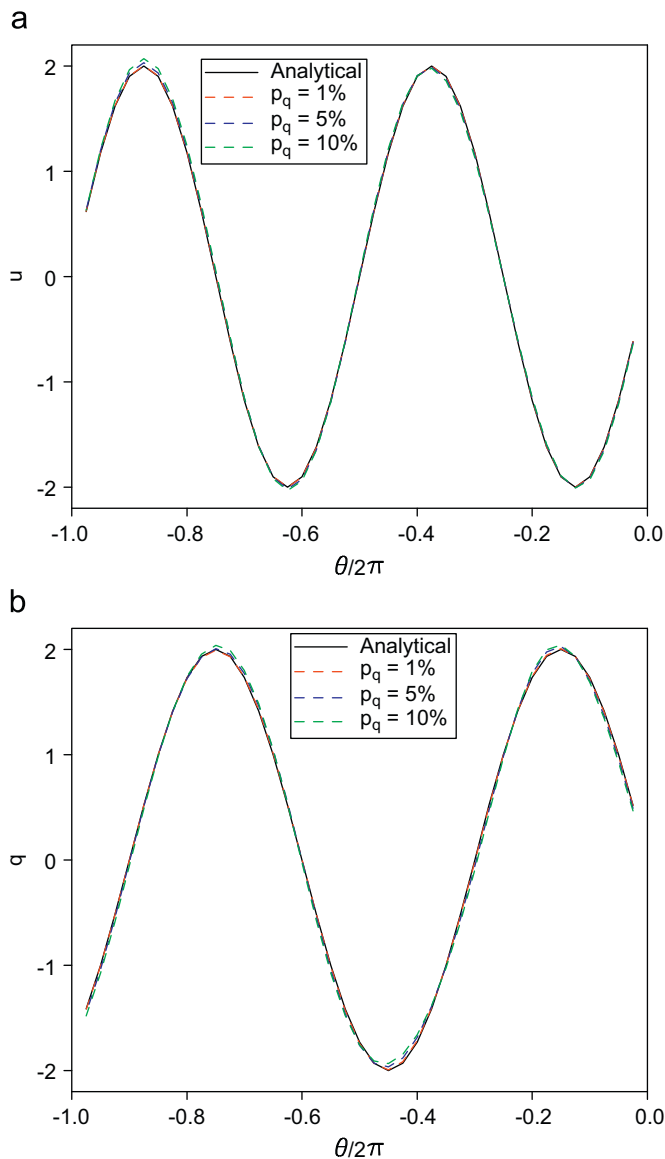 a
2
1
0
-1
-2
u
Analytical
p_q = 1%
p_q = 5%
p_q = 10%
-1.0 -0.8 -0.6 -0.4 -0.2 0.0
θ/2π
b
2
1
0
-1
-2
q
Analytical
p_q = 1%
p_q = 5%
p_q = 10%
-1.0 -0.8 -0.6 -0.4 -0.2 0.0
θ/2π